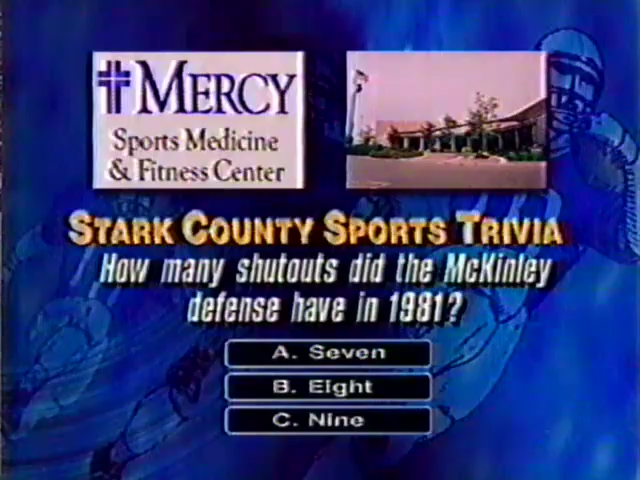 MERCY
Sports Medicine
& Fitness Center
STARK COUNTY SPORTS TRIVIA
How many shutouts did the McKinley
defense have in 1981?
A. Seven
B. Eight
C. Nine